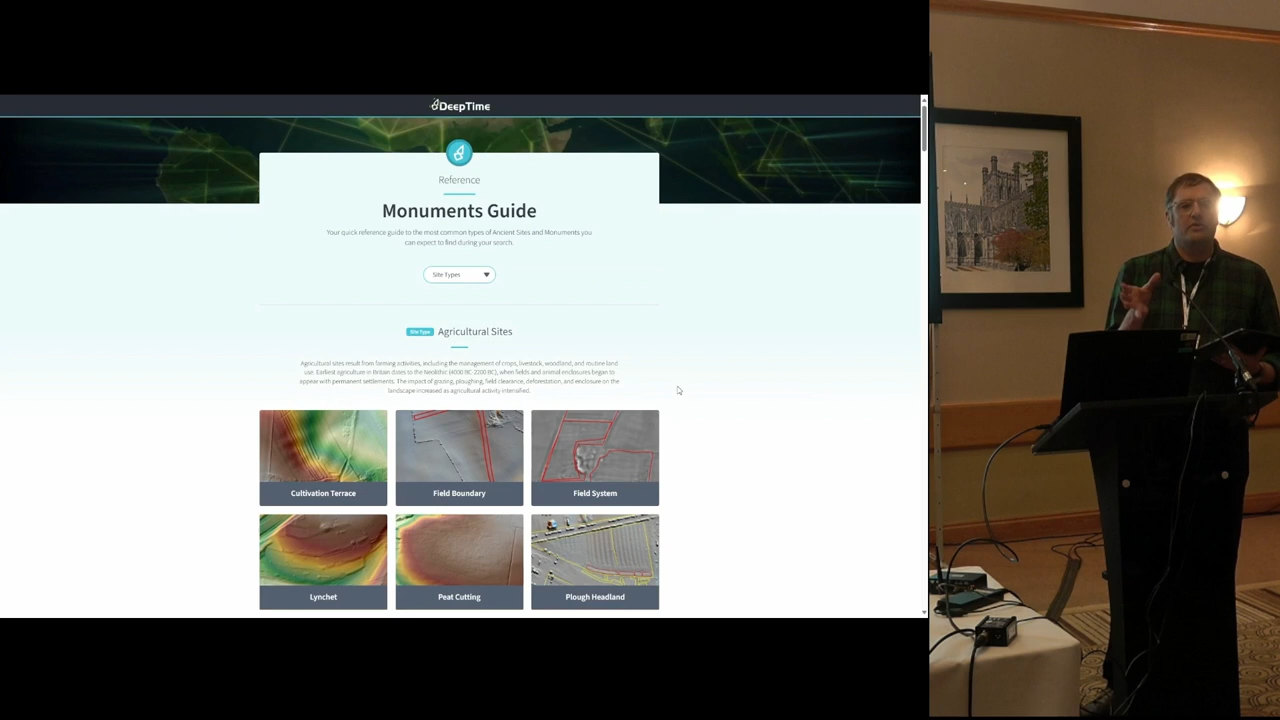 DeepTime
Reference
Monuments Guide
Your quick reference guide to the most common types of Ancient Sites and Monuments you
can expect to find during your search.
Site Types
Site Type Agricultural Sites
Agricultural sites result from farming activities, including the management of crops, livestock, woodland, and mutine land
use. Earliest agriculture in Britain dates to the Neolithic (4000 BC-2200 BC), when fields and animal enclosures began to
appear with permanent settlements. The impact of grazing, ploughing, field clearance, deforestation, and enclosure on the
landscape increased as agricultural activity intensified.
Cultivation Terrace
Field Boundary
Field System
Lynchet
Peat Cutting
Plough Headland